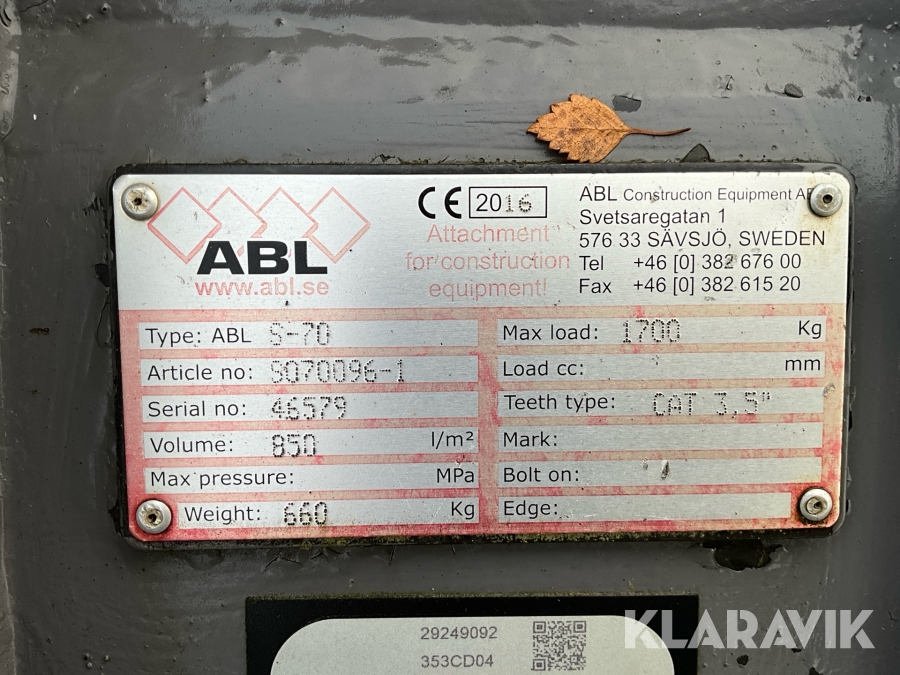 ABL
www.abl.se
CE 2016
Attachment
for construction
equipment!
ABL Construction Equipment AB
Svetsaregatan 1
576 33 SÄVSJÖ, SWEDEN
Tel +46 [0] 382 676 00
Fax +46 [0] 382 615 20
Type: ABL S-70
Article no: S070096-1
Serial no: 46579
Volume: 850 l/m²
Max pressure: MPa
Weight: 660 Kg
Max load: 1700 Kg
Load cc: mm
Teeth type: CAT 3,5"
Mark:
Bolt on:
Edge:
29249092
353CD04
KLARAVIK